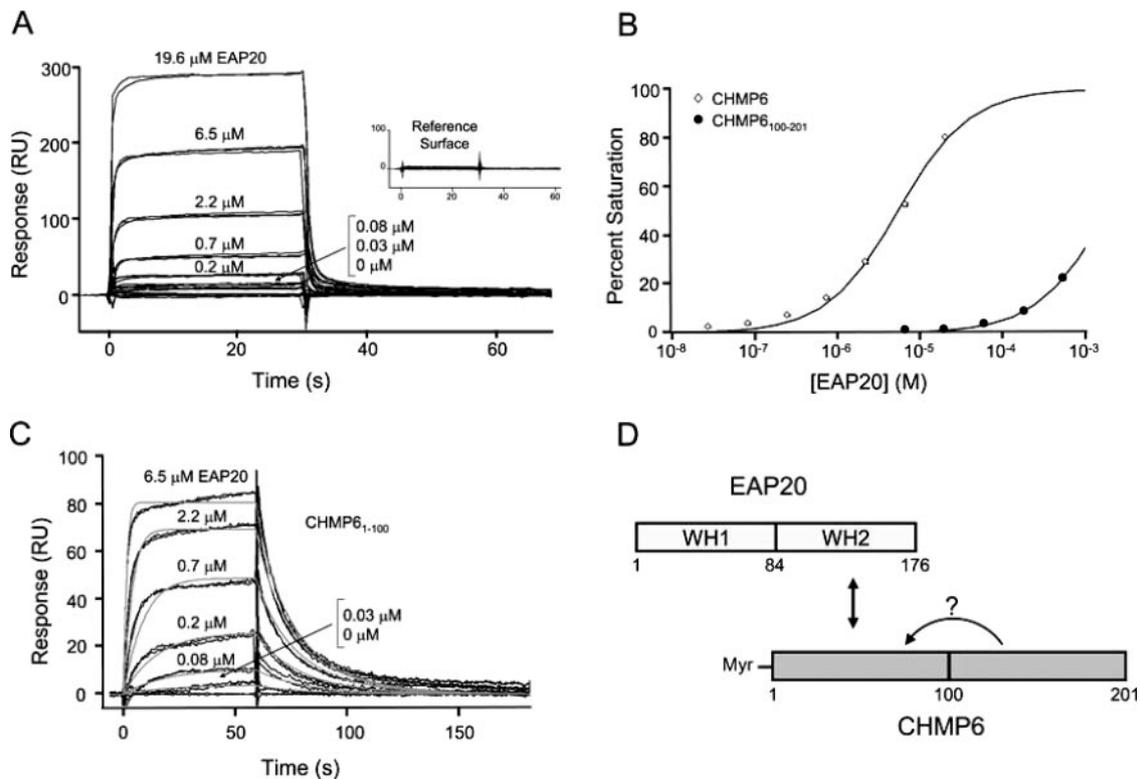 A
19.6 μM EAP20
300
6.5 μM
200
2.2 μM
100
0.7 μM
0.2 μM
0
Response (RU)
0.08 μM
0.03 μM
0 μM
100
Reference
Surface
0
0 20 40 60
0 20 40 60
Time (s)
B
100
80
60
40
20
0
Percent Saturation
CHMP6
CHMP6100-201
10-8 10-7 10-6 10-5 10-4 10-3
[EAP20] (M)
C
100
80
60
40
20
0
Response (RU)
6.5 μM EAP20
2.2 μM
0.7 μM
0.2 μM
0.08 μM
CHMP61-100
0.03 μM
0 μM
0 50 100 150
Time (s)
D
EAP20
WH1 WH2
1 84 176
?
Myr
1 100 201
CHMP6